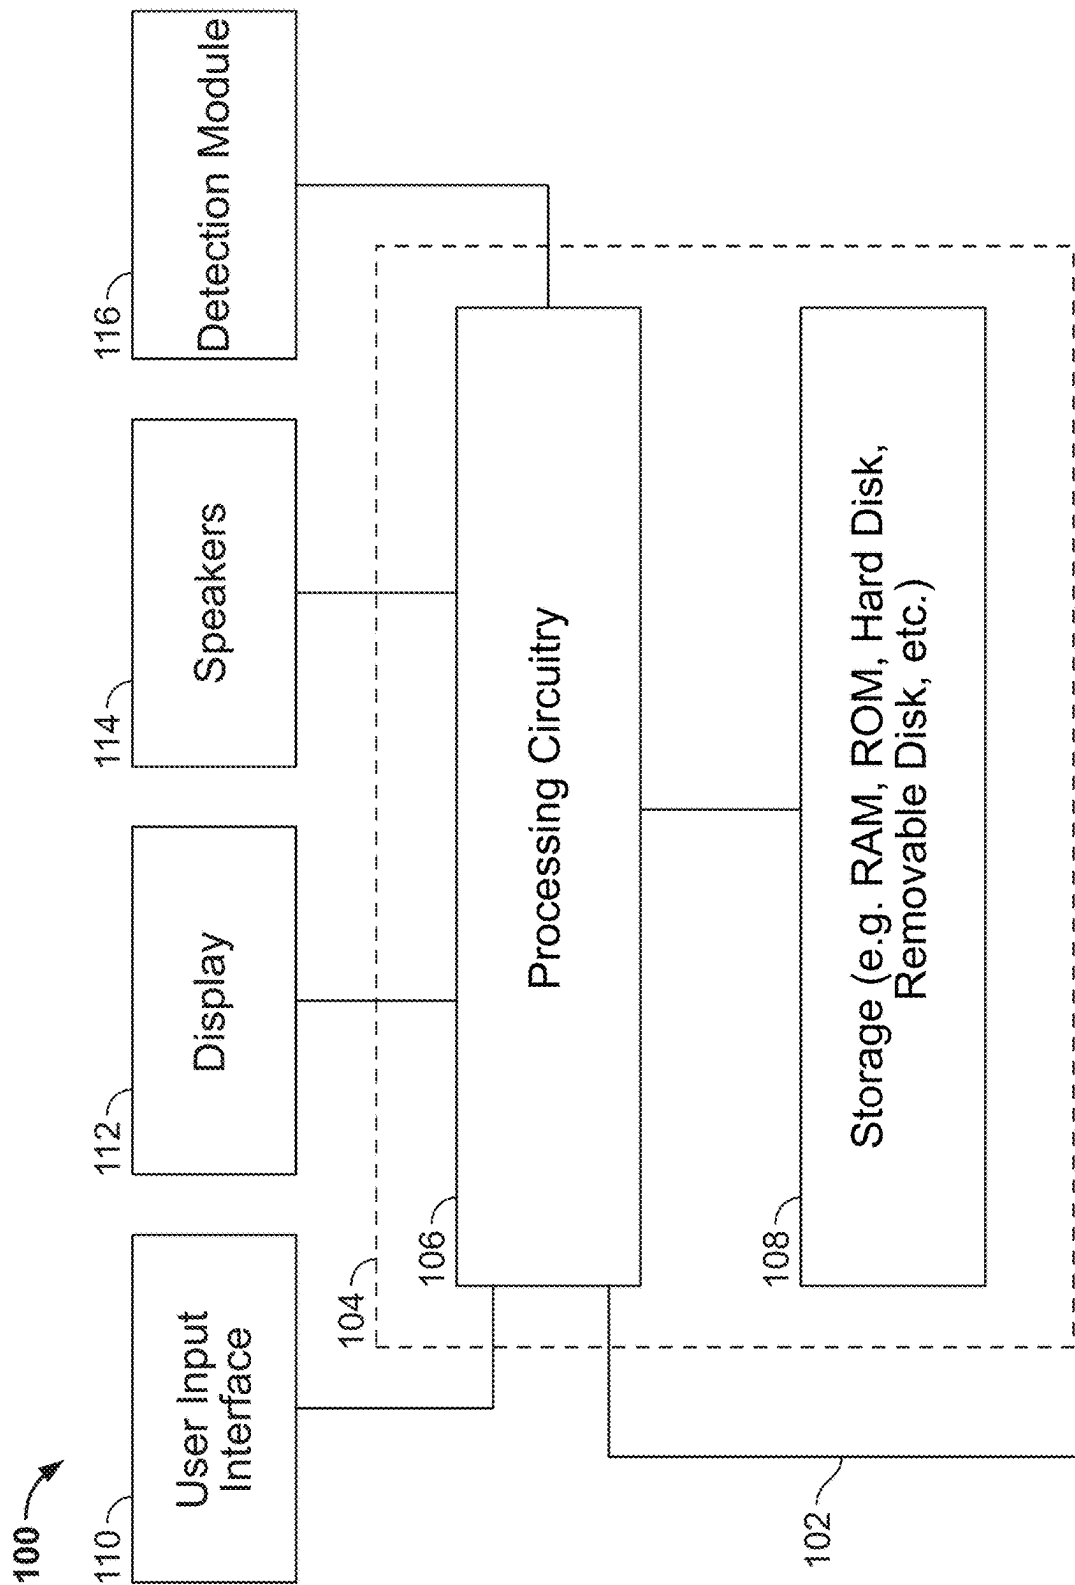 100
110
User Input
Interface
112
Display
114
Speakers
116
Detection Module
104
106
Processing Circuitry
108
Storage (e.g. RAM, ROM, Hard Disk,
Removable Disk, etc.)
102